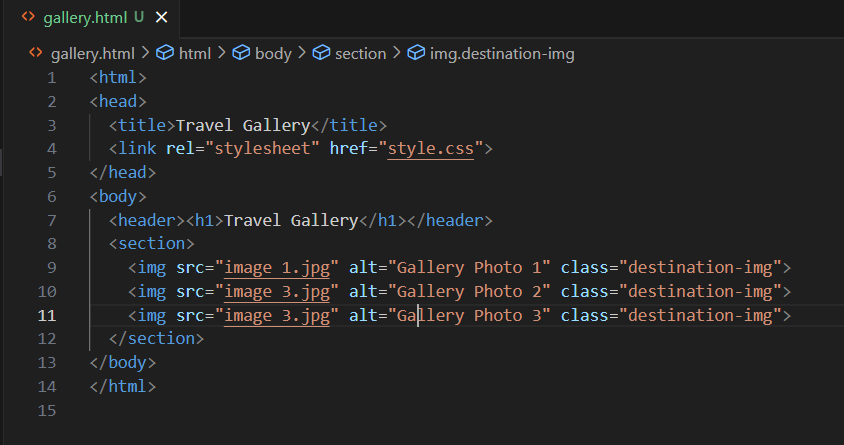 gallery.html U
gallery.html > html > body > section > img.destination-img
1 <html>
2 <head>
3 <title>Travel Gallery</title>
4 <link rel="stylesheet" href="style.css">
5 </head>
6 <body>
7 <header><h1>Travel Gallery</h1></header>
8 <section>
9 <img src="image 1.jpg" alt="Gallery Photo 1" class="destination-img">
10 <img src="image 3.jpg" alt="Gallery Photo 2" class="destination-img">
11 <img src="image 3.jpg" alt="Gallery Photo 3" class="destination-img">
12 </section>
13 </body>
14 </html>
15